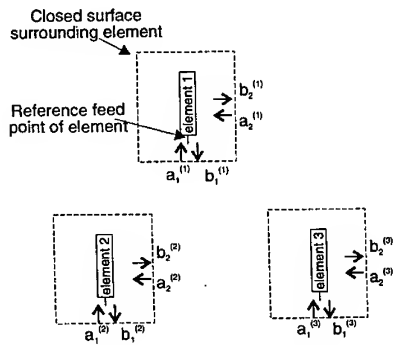 Closed surface
surrounding element
element 1
b₂⁽¹⁾
a₂⁽¹⁾
Reference feed
point of element
a₁⁽¹⁾ b₁⁽¹⁾
element 2
b₂⁽²⁾
a₂⁽²⁾
a₁⁽²⁾ b₁⁽²⁾
element 3
b₂⁽³⁾
a₂⁽³⁾
a₁⁽³⁾ b₁⁽³⁾